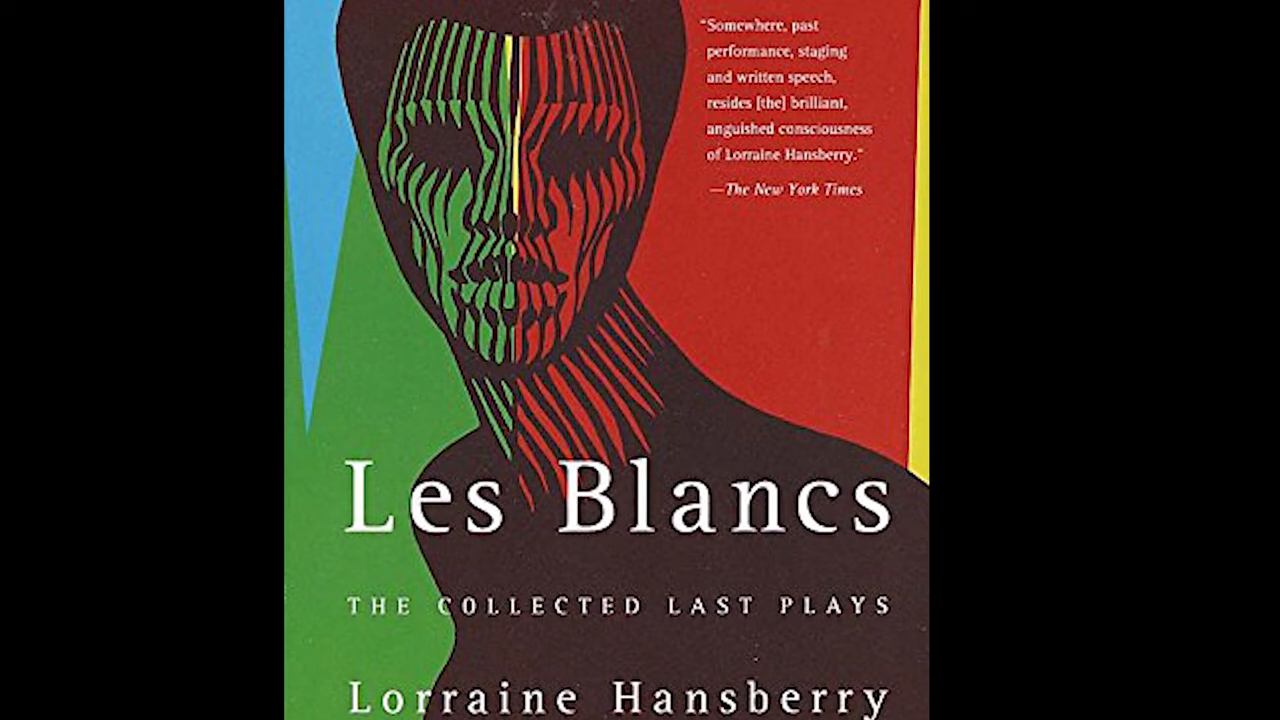 "Somewhere, past
performance, staging
and written speech,
resides [the] brilliant,
anguished consciousness
of Lorraine Hansberry."
—The New York Times
Les Blancs
THE COLLECTED LAST PLAYS
Lorraine Hansberry